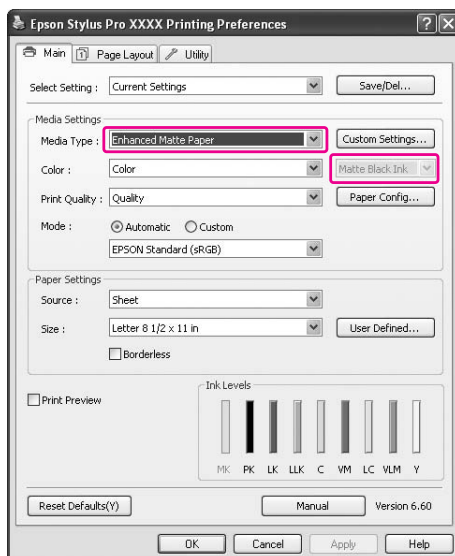 Epson Stylus Pro XXXX Printing Preferences
Main Page Layout Utility
Select Setting : Current Settings Save/Del...
Media Settings
Media Type : Enhanced Matte Paper Custom Settings...
Color : Color Matte Black Ink
Print Quality : Quality Paper Config...
Mode : Automatic Custom
EPSON Standard (sRGB)
Paper Settings
Source : Sheet
Size : Letter 8 1/2 x 11 in User Defined...
Borderless
Print Preview
Ink Levels
MK PK LK LLK C VM LC VLM Y
Reset Defaults(Y) Manual Version 6.60
OK Cancel Apply Help